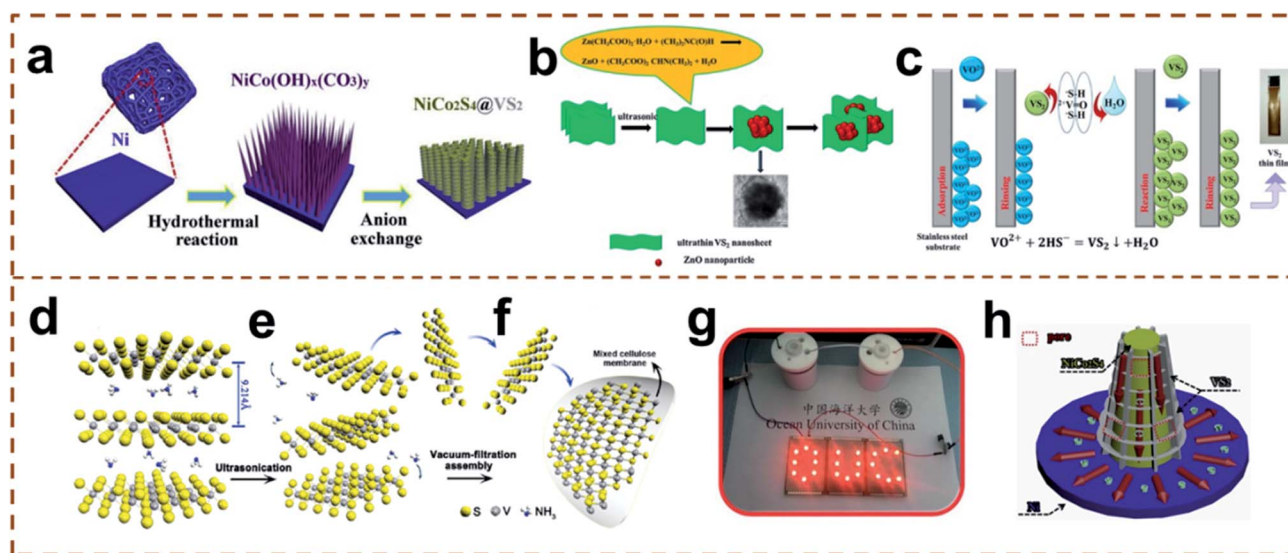 a
Ni
Hydrothermal
reaction
NiCo(OH)ₓ(CO₃)ᵧ
Anion
exchange
NiCo₂S₄@VS₂
b
Zn(CH₃COO)₂·H₂O + (CH₃)₂NC(O)H
ZnO + (CH₃COO)₂ CHN(CH₃)₂ + H₂O
ultrasonic
ultrathin VS₂ nanosheet
ZnO nanoparticle
c
VO²⁺
VS₂
H₂O
VS₂
Adsorption
Rinsing
Reaction
Rinsing
VS₂
thin film
Stainless steel
substrate
VO²⁺ + 2HS⁻ = VS₂ ↓ +H₂O
d
9.214Å
Ultrasonication
e
Vacuum-filtration
assembly
f
Mixed cellulose
membrane
S
V
NH₃
g
中国海洋大学
Ocean University of China
h
pore
NiCo2S4
VS2
Ni